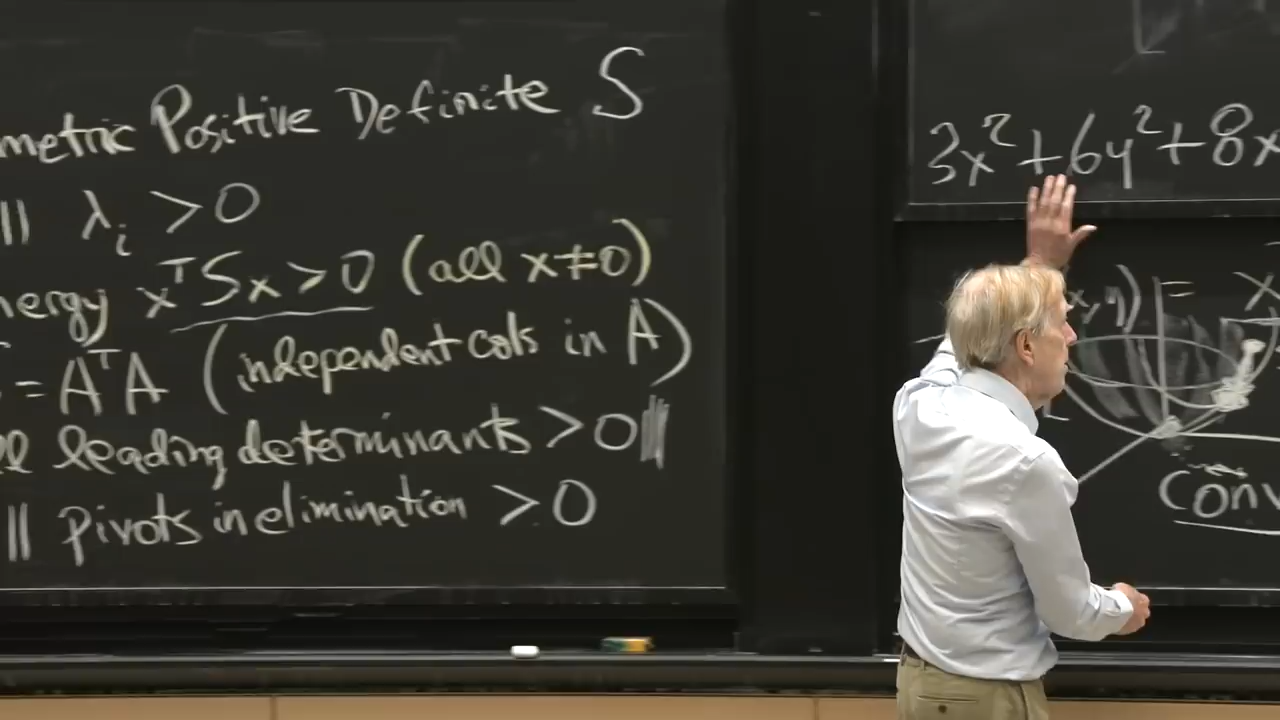 metric Positive Definite S
ll λᵢ >0
nergy xᵀSx>0 (all x≠0)
=AᵀA (independent cols in A)
ll leading determinants >0
ll pivots in elimination >0
3x²+6y²+8x
x,y) = x
Conv